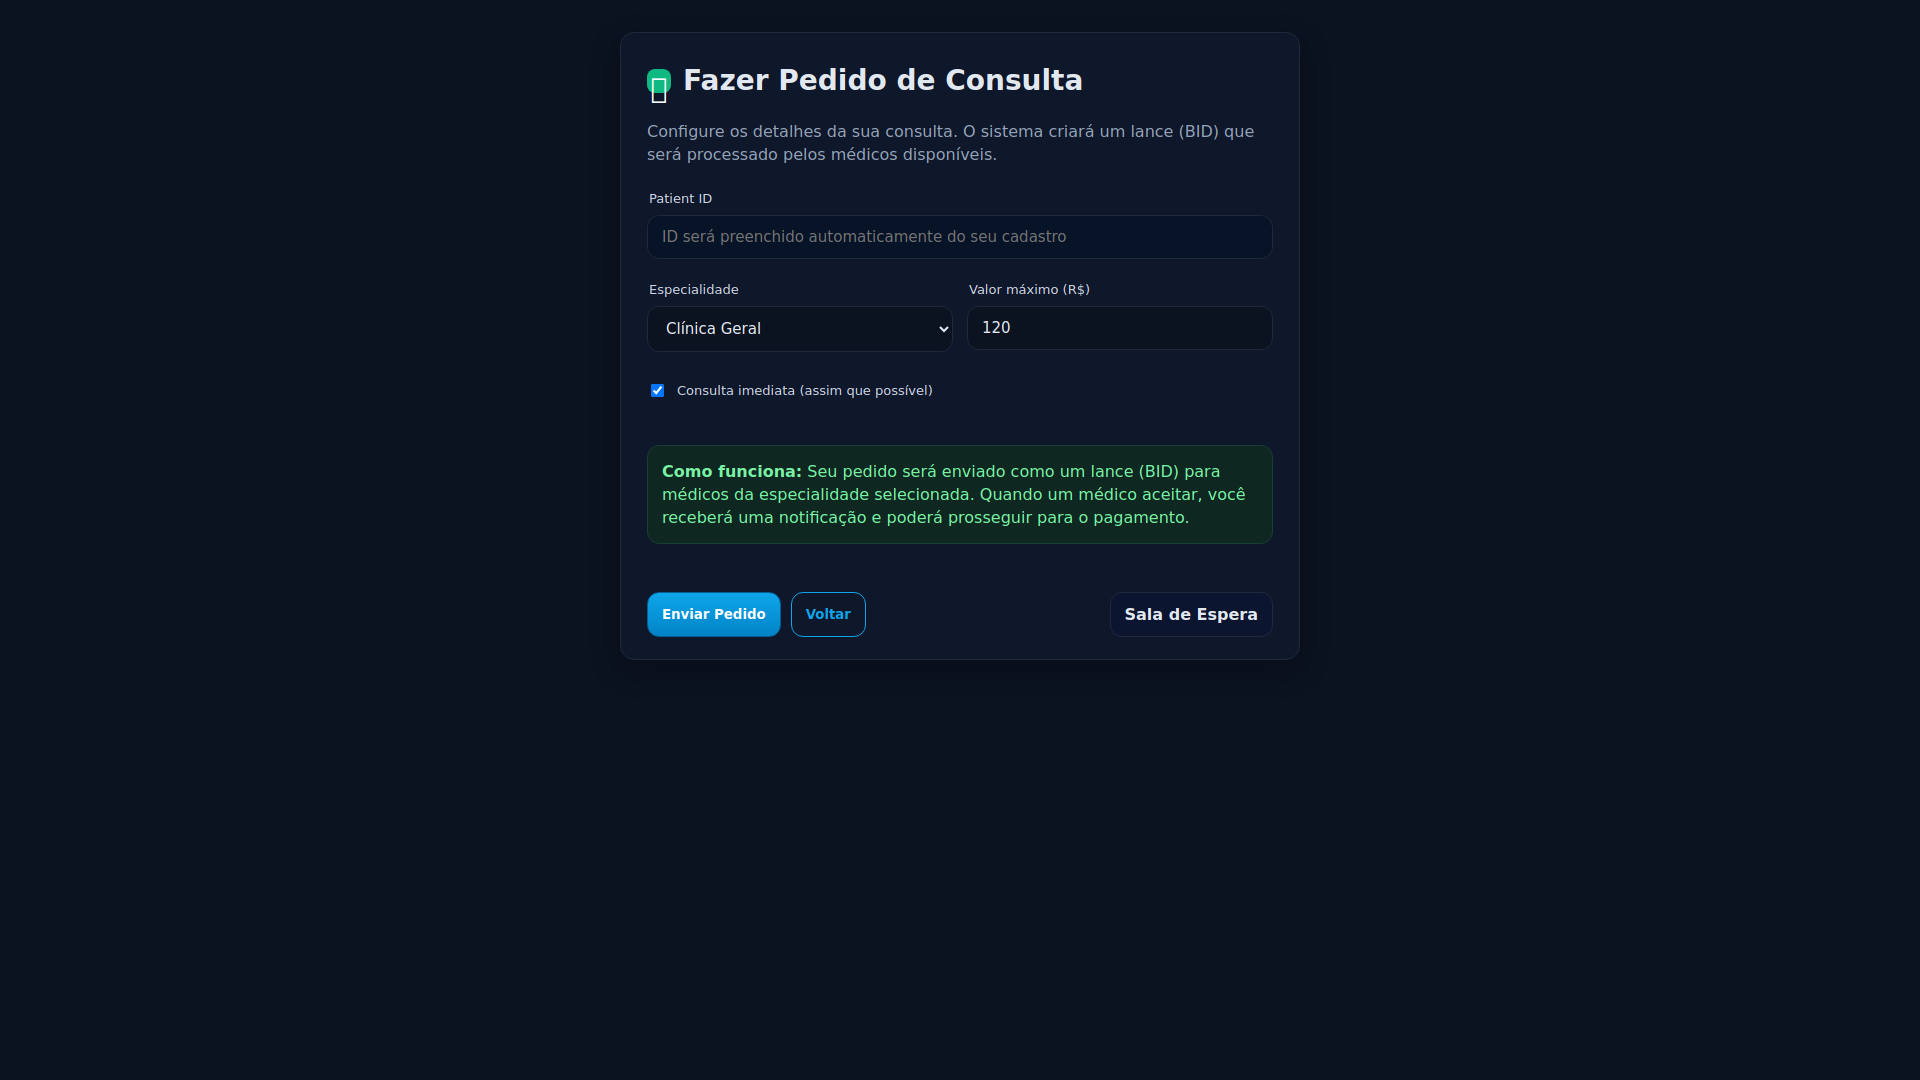 Fazer Pedido de Consulta
Configure os detalhes da sua consulta. O sistema criará um lance (BID) que
será processado pelos médicos disponíveis.
Patient ID
ID será preenchido automaticamente do seu cadastro
Especialidade
Valor máximo (R$)
Clínica Geral
120
Consulta imediata (assim que possível)
Como funciona: Seu pedido será enviado como um lance (BID) para
médicos da especialidade selecionada. Quando um médico aceitar, você
receberá uma notificação e poderá prosseguir para o pagamento.
Enviar Pedido
Voltar
Sala de Espera